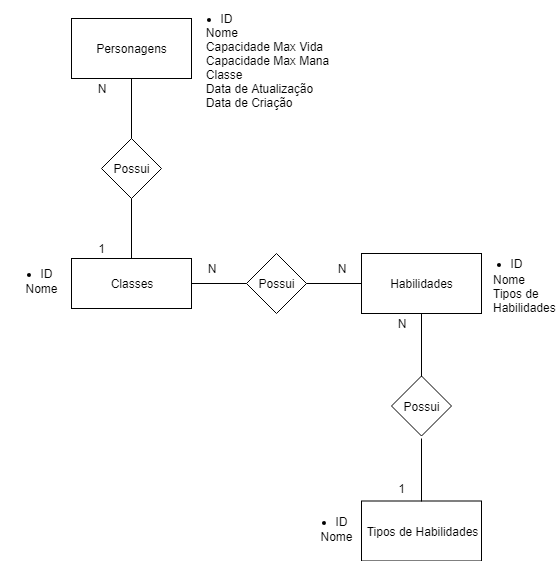 Personagens
• ID
Nome
Capacidade Max Vida
Capacidade Max Mana
Classe
Data de Atualização
Data de Criação
N
Possui
1
• ID
Nome
Classes
N
Possui
N
Habilidades
• ID
Nome
Tipos de
Habilidades
N
Possui
1
• ID
Nome
Tipos de Habilidades